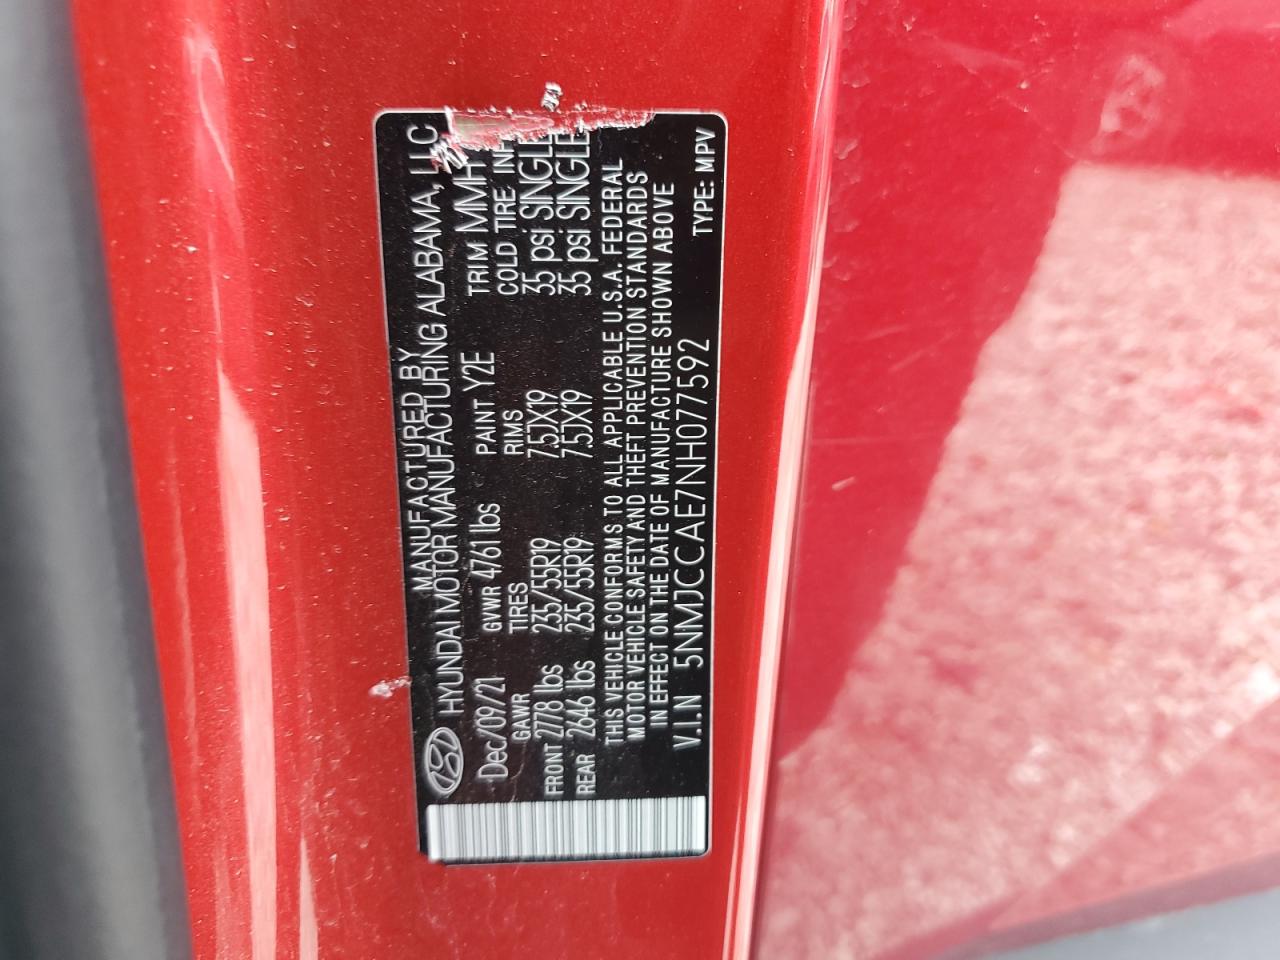 MANUFACTURED BY
HYUNDAI MOTOR MANUFACTURING ALABAMA, LLC
Dec/09/21 GVWR 4761 lbs PAINT Y2E TRIM MMH
GAWR TIRES RIMS COLD TIRE
FRONT 2778 lbs 235/55R19 7.5JX19 35 psi SINGLE
REAR 2646 lbs 235/55R19 7.5JX19 35 psi SINGLE
THIS VEHICLE CONFORMS TO ALL APPLICABLE U.S.A. FEDERAL
MOTOR VEHICLE SAFETY AND THEFT PREVENTION STANDARDS
IN EFFECT ON THE DATE OF MANUFACTURE SHOWN ABOVE
V.I.N 5NMJCCAE7NH077592 TYPE: MPV